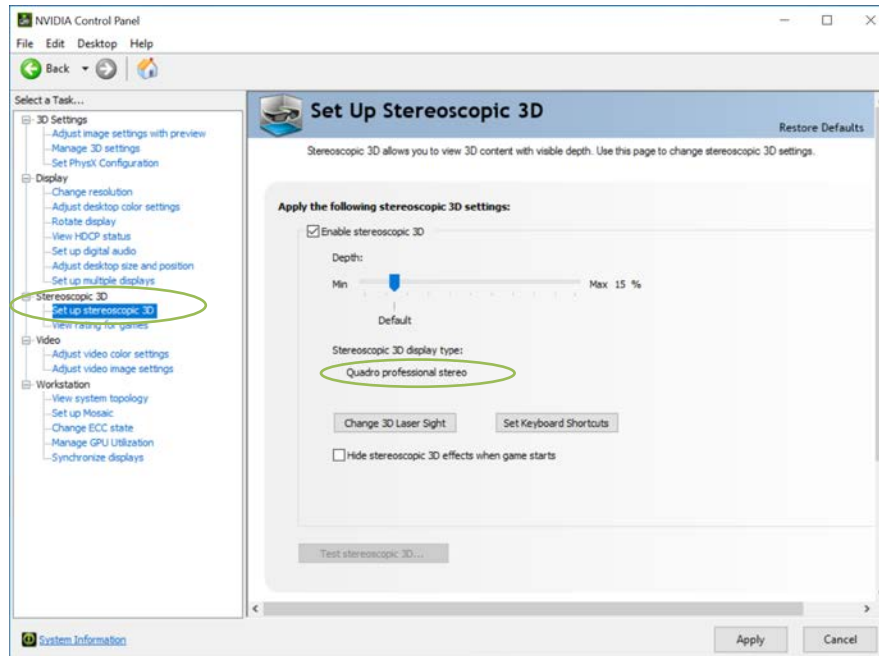 NVIDIA Control Panel
File Edit Desktop Help
Back
Select a Task...
3D Settings
Adjust image settings with preview
Manage 3D settings
Set PhysX Configuration
Display
Change resolution
Adjust desktop color settings
Rotate display
View HDCP status
Set up digital audio
Adjust desktop size and position
Set up multiple displays
Stereoscopic 3D
Set up stereoscopic 3D
View rating for games
Video
Adjust video color settings
Adjust video image settings
Workstation
View system topology
Set up Mosaic
Change ECC state
Manage GPU Utilization
Synchronize displays
System Information
Set Up Stereoscopic 3D
Restore Defaults
Stereoscopic 3D allows you to view 3D content with visible depth. Use this page to change stereoscopic 3D settings.
Apply the following stereoscopic 3D settings:
Enable stereoscopic 3D
Depth:
Min Max 15 %
Default
Stereoscopic 3D display type:
Quadro professional stereo
Change 3D Laser Sight Set Keyboard Shortcuts
Hide stereoscopic 3D effects when game starts
Test stereoscopic 3D...
Apply Cancel